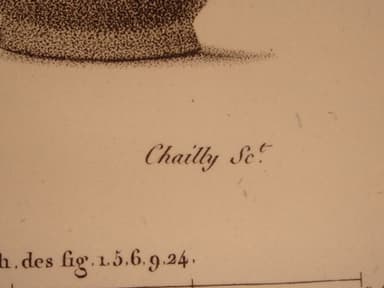 Chailly Sc.t
h. des fig. 1.5.6.9.24.